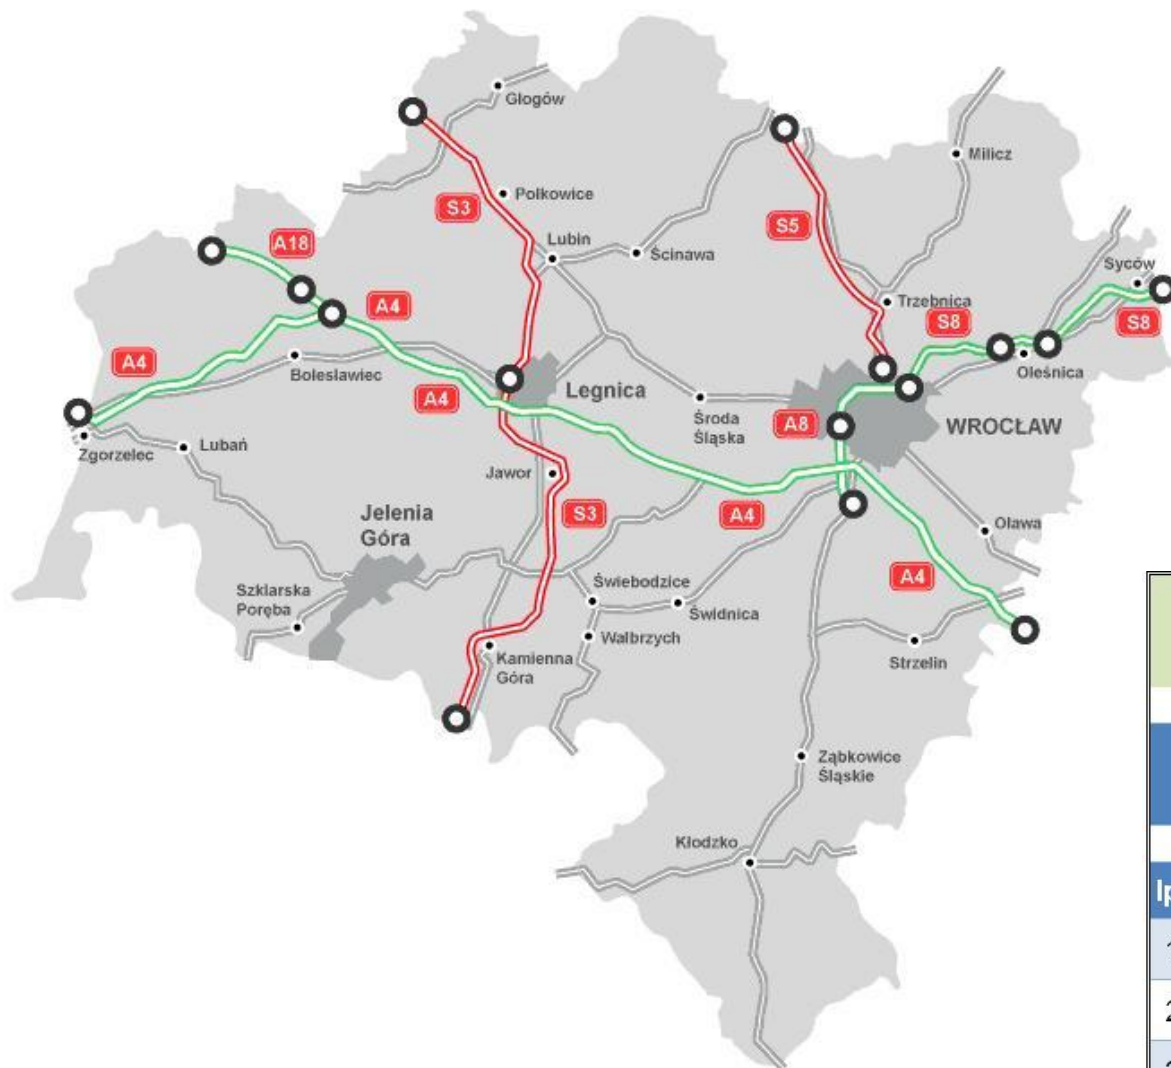 Głogów
Milicz
Polkowice
S3
S5
A18
Lubin
Ścinawa
Syców
Trzebnica
A4
S8
S8
A4
Bolesławiec
A4
Legnica
Oleśnica
Środa
Śląska
A8
WROCŁAW
Zgorzelec
Lubań
Jawor
S3
A4
Jelenia
Góra
Oława
A4
Szklarska
Poręba
Świebodzice
Świdnica
Wałbrzych
Kamienna
Góra
Strzelin
Ząbkowice
Śląskie
Kłodzko